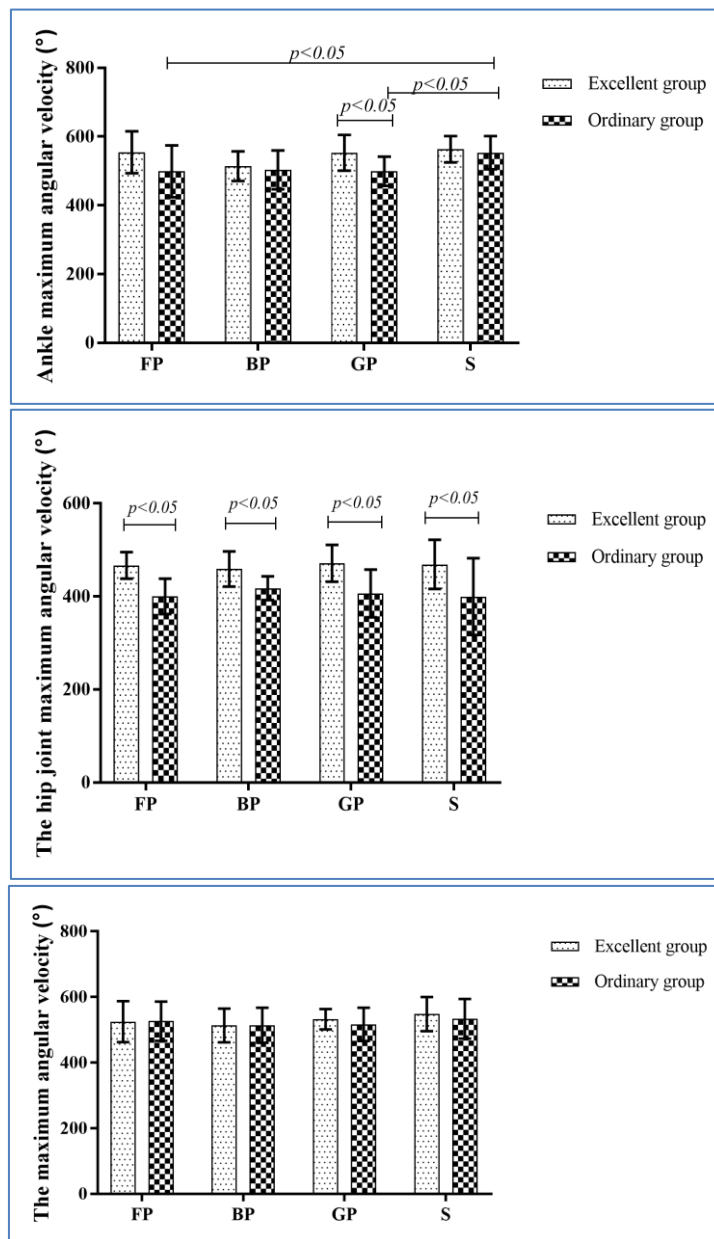 Ankle maximum angular velocity (°)
800
600
400
200
0
p<0.05
p<0.05
p<0.05
Excellent group
Ordinary group
FP BP GP S
The hip joint maximum angular velocity (°)
600
400
200
0
p<0.05 p<0.05 p<0.05 p<0.05
Excellent group
Ordinary group
FP BP GP S
The maximum angular velocity (°)
800
600
400
200
0
Excellent group
Ordinary group
FP BP GP S